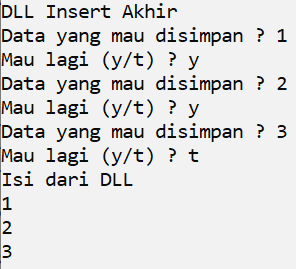 DLL Insert Akhir
Data yang mau disimpan ? 1
Mau lagi (y/t) ? y
Data yang mau disimpan ? 2
Mau lagi (y/t) ? y
Data yang mau disimpan ? 3
Mau lagi (y/t) ? t
Isi dari DLL
1
2
3